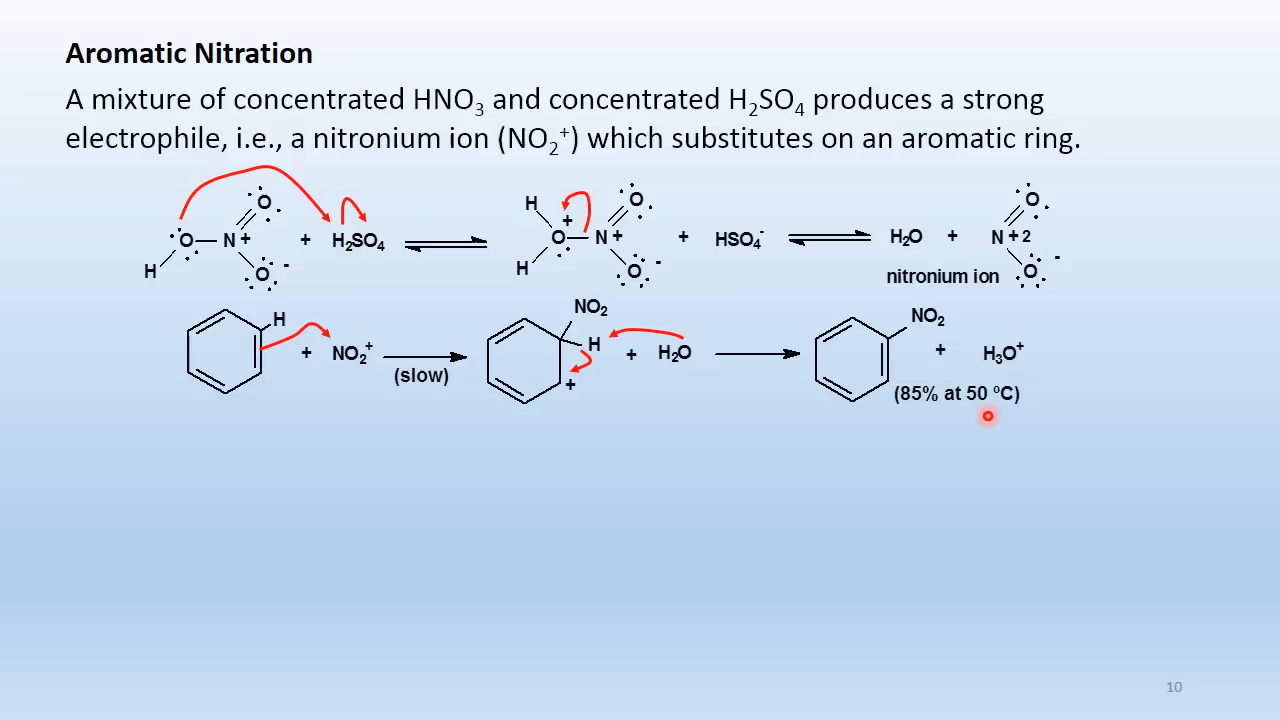 Aromatic Nitration
A mixture of concentrated HNO₃ and concentrated H₂SO₄ produces a strong
electrophile, i.e., a nitronium ion (NO₂⁺) which substitutes on an aromatic ring.
H O N + O O - + H₂SO₄ H H O + N + O O - + HSO₄⁻ H₂O + N +2 O O -
nitronium ion
H + NO₂⁺ (slow) NO₂ H + + H₂O NO₂ + H₃O⁺
(85% at 50 ºC)
10